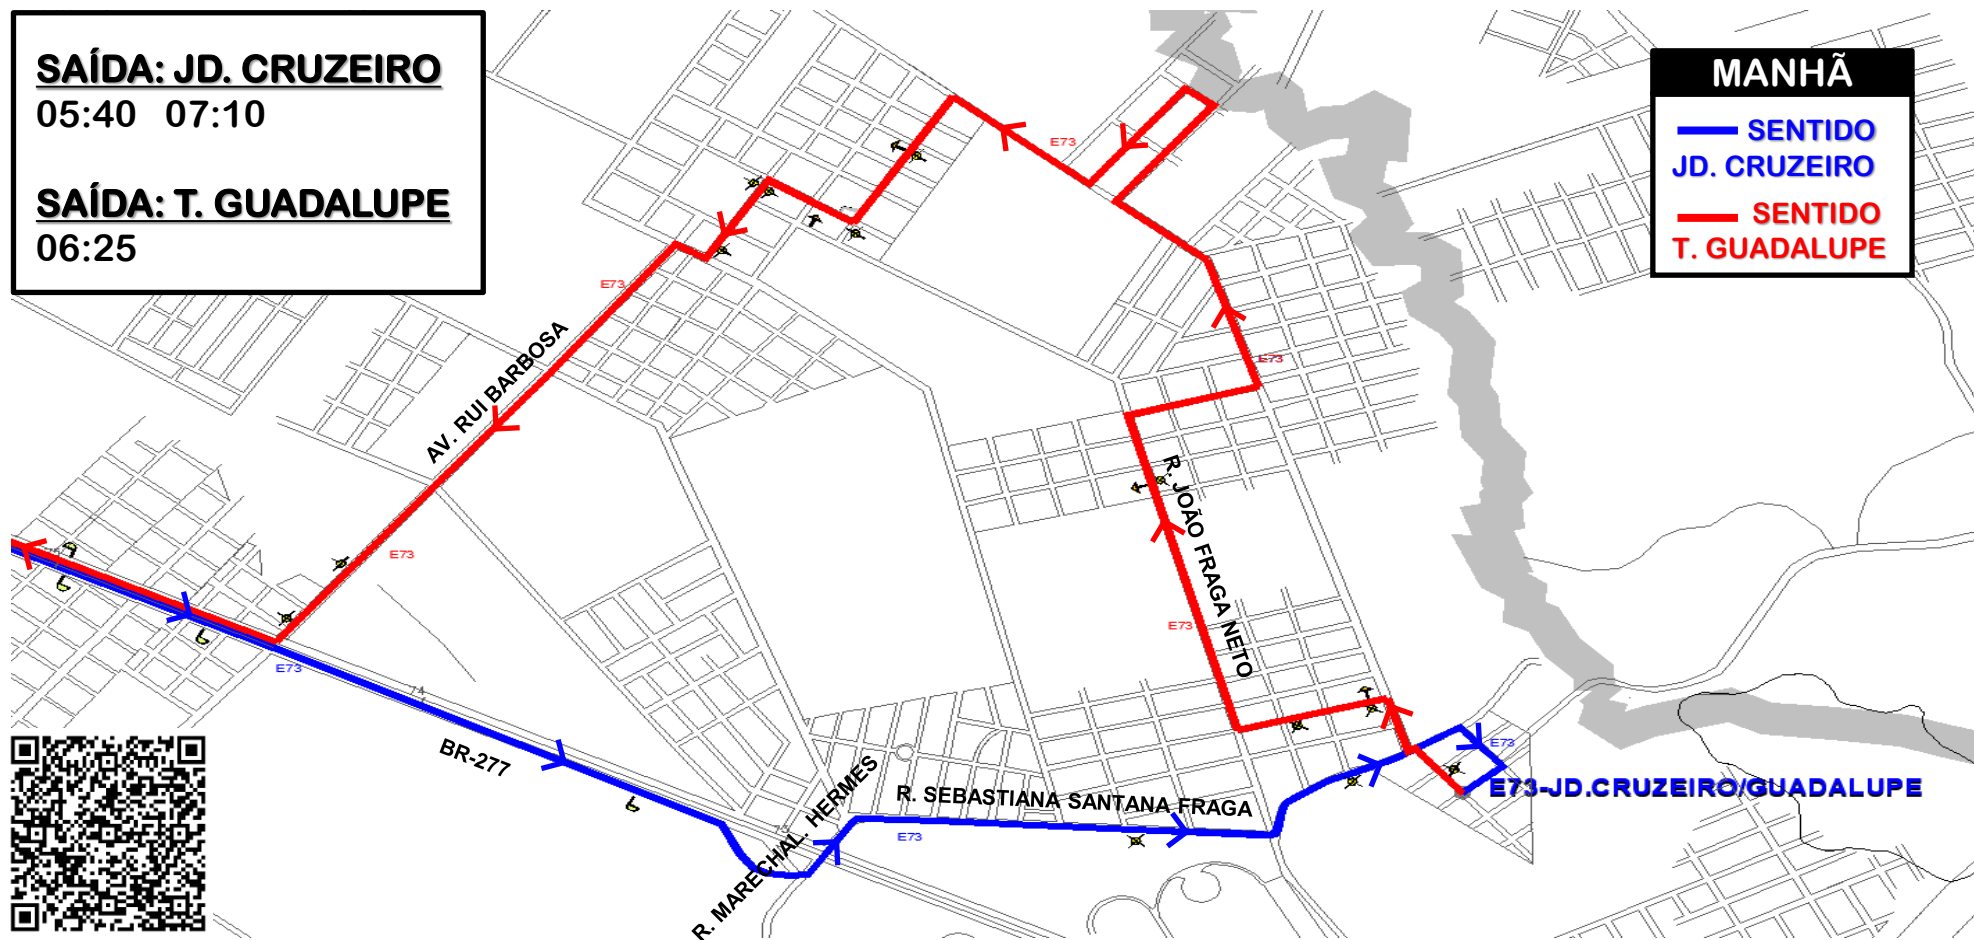 SAÍDA: JD. CRUZEIRO
05:40 07:10
SAÍDA: T. GUADALUPE
06:25
MANHÃ
SENTIDO
JD. CRUZEIRO
SENTIDO
T. GUADALUPE
E73
E73
AV. RUI BARBOSA
E73
R. JOÃO FRAGA NETO
E73
E73
E73
74
BR-277
E73
E73-JD.CRUZEIRO/GUADALUPE
R. MARECHAL. HERMES
R. SEBASTIANA SANTANA FRAGA
E73